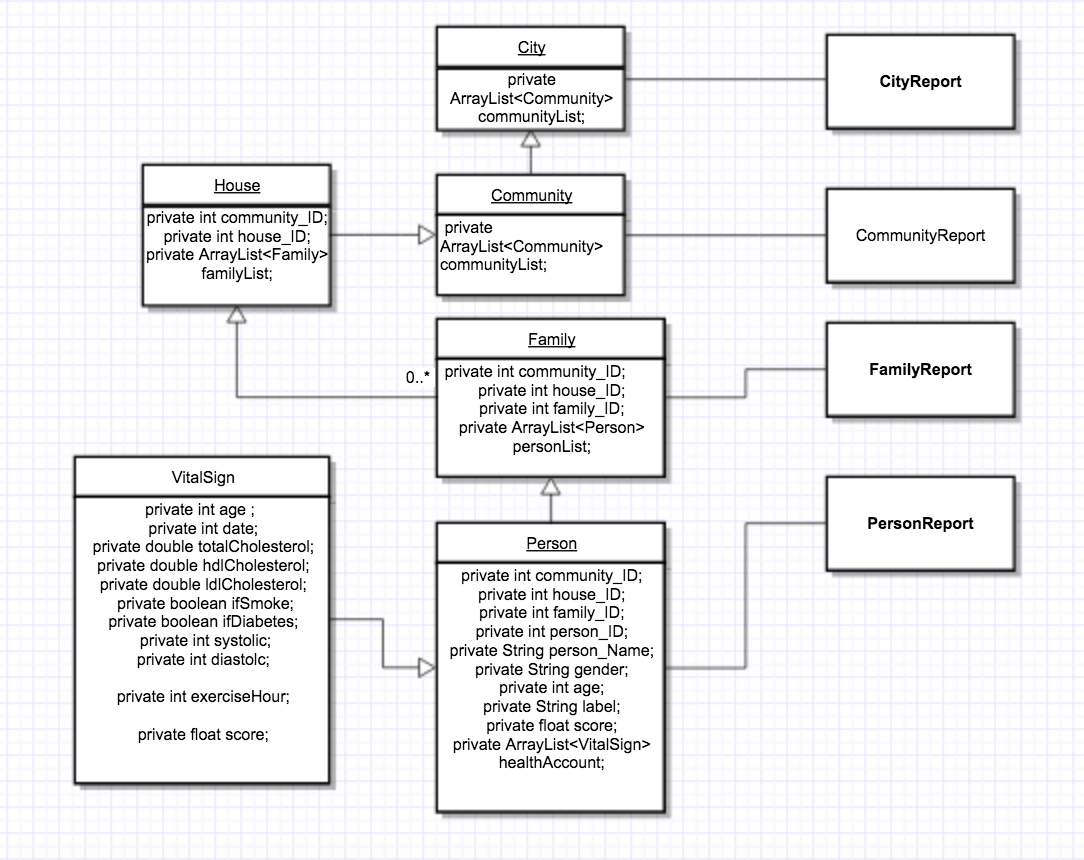 City
private
ArrayList<Community>
communityList;
CityReport
House
private int community_ID;
private int house_ID;
private ArrayList<Family>
familyList;
Community
private
ArrayList<Community>
communityList;
CommunityReport
Family
0..*
private int community_ID;
private int house_ID;
private int family_ID;
private ArrayList<Person>
personList;
FamilyReport
VitalSign
private int age ;
private int date;
private double totalCholesterol;
private double hdlCholesterol;
private double ldlCholesterol;
private boolean ifSmoke;
private boolean ifDiabetes;
private int systolic;
private int diastolc;
private int exerciseHour;
private float score;
Person
private int community_ID;
private int house_ID;
private int family_ID;
private int person_ID;
private String person_Name;
private String gender;
private int age;
private String label;
private float score;
private ArrayList<VitalSign>
healthAccount;
PersonReport